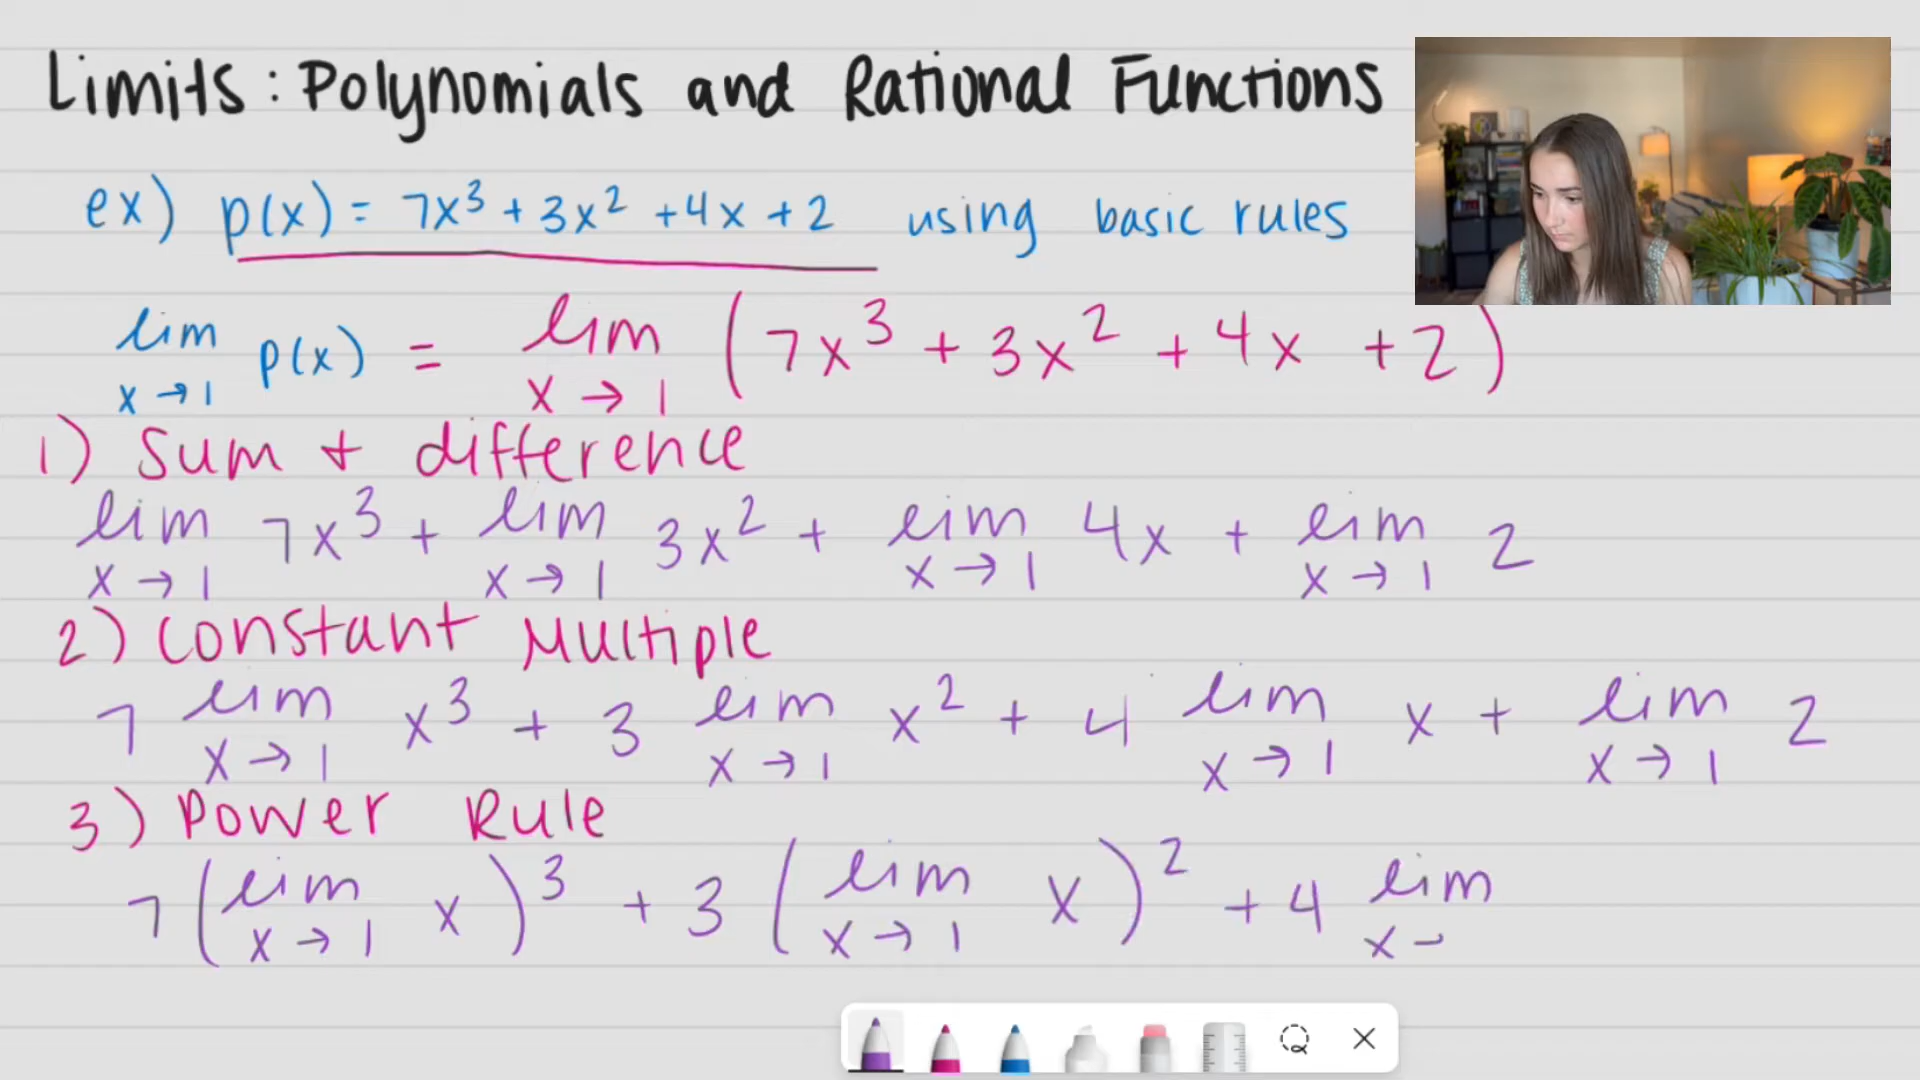 Limits: Polynomials and Rational Functions
ex) p(x) = 7x³ + 3x² + 4x + 2 using basic rules
lim x→1 p(x) = lim x→1 (7x³ + 3x² + 4x + 2)
1) Sum + difference
lim x→1 7x³ + lim x→1 3x² + lim x→1 4x + lim x→1 2
2) Constant Multiple
7 lim x→1 x³ + 3 lim x→1 x² + 4 lim x→1 x + lim x→1 2
3) Power Rule
7 (lim x→1 x)³ + 3 (lim x→1 x)² + 4 lim x -